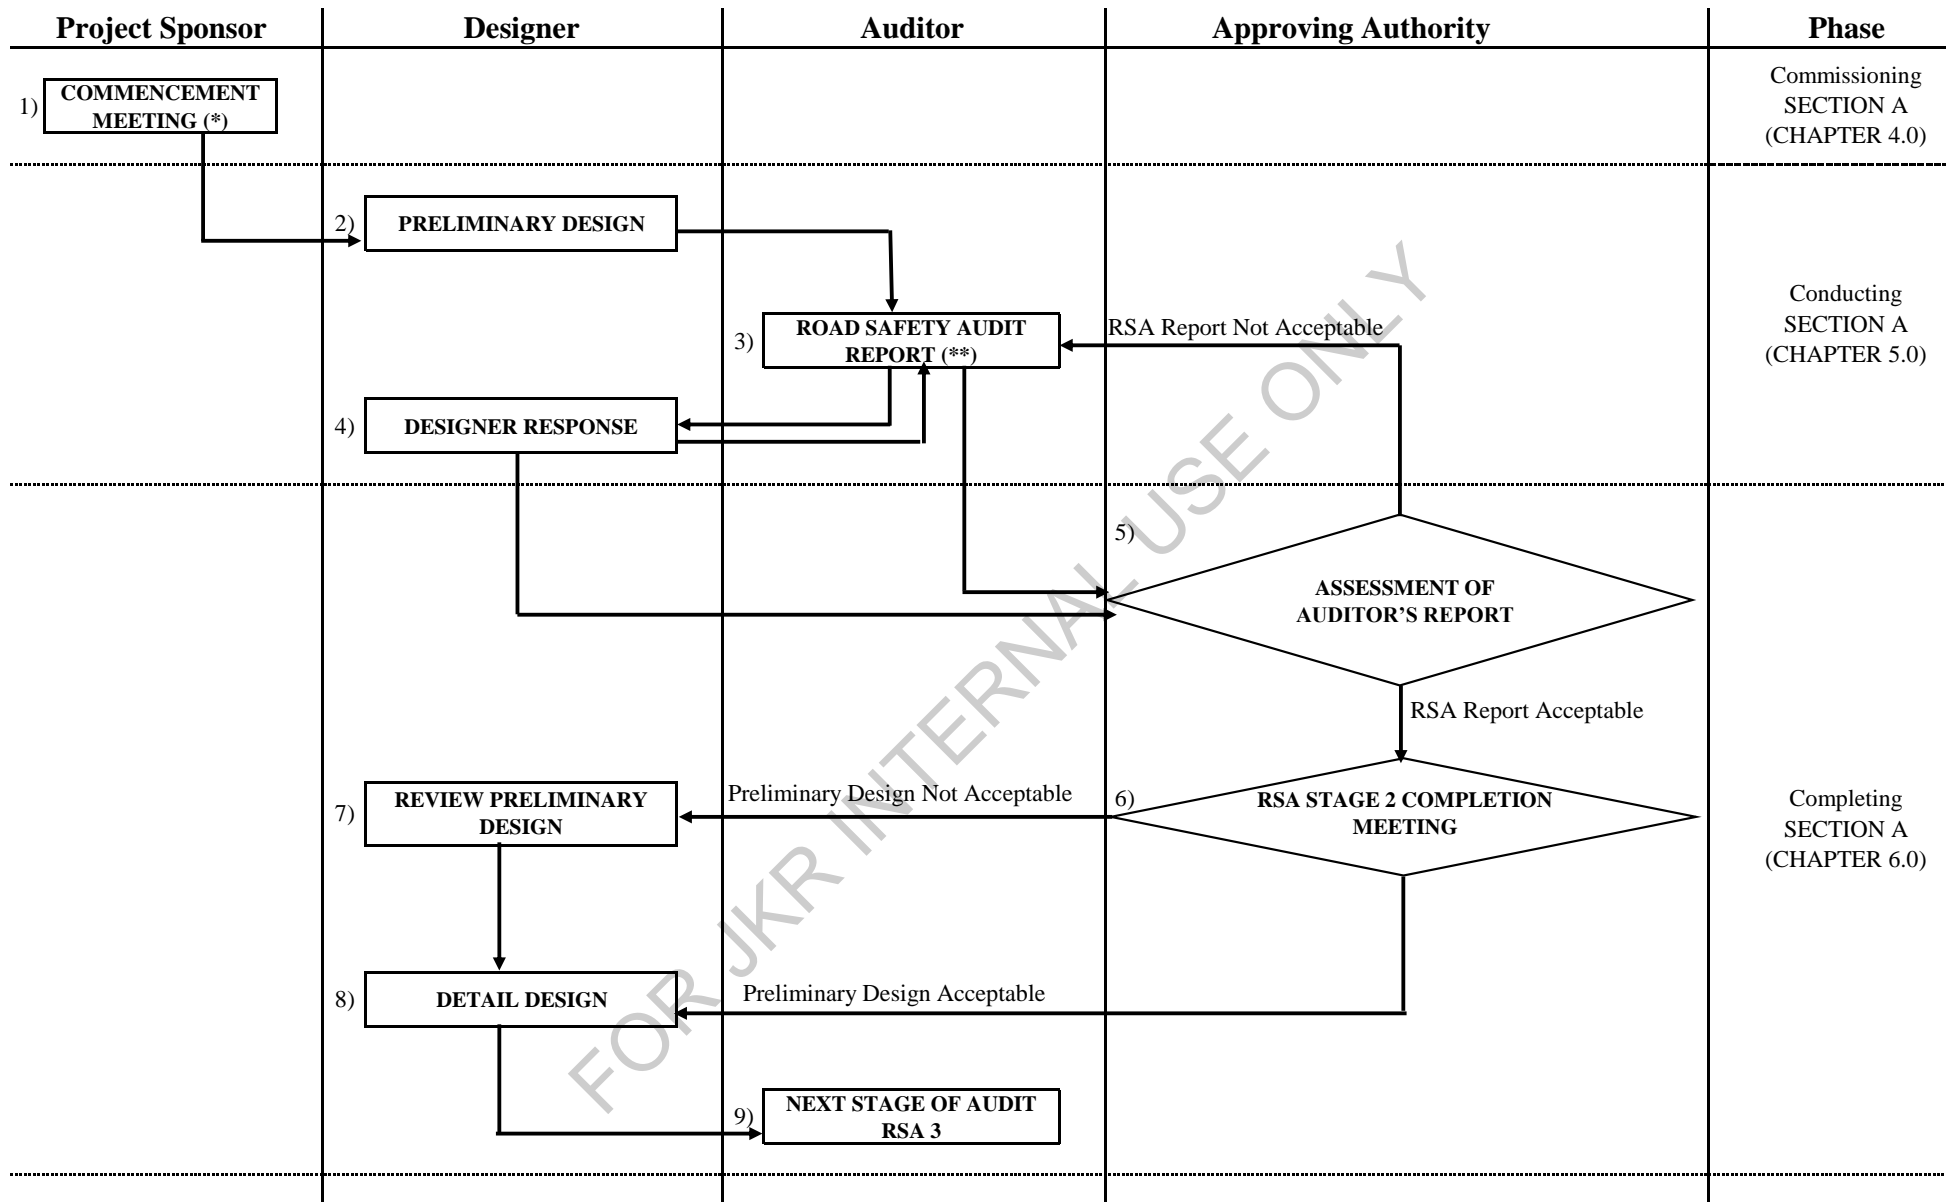 Project Sponsor
Designer
Auditor
Approving Authority
Phase
1)
COMMENCEMENT
MEETING (*)
Commissioning
SECTION A
(CHAPTER 4.0)
2)
PRELIMINARY DESIGN
3)
ROAD SAFETY AUDIT
REPORT (**)
RSA Report Not Acceptable
Conducting
SECTION A
(CHAPTER 5.0)
4)
DESIGNER RESPONSE
5)
ASSESSMENT OF
AUDITOR’S REPORT
RSA Report Acceptable
6)
RSA STAGE 2 COMPLETION
MEETING
Preliminary Design Not Acceptable
7)
REVIEW PRELIMINARY
DESIGN
Completing
SECTION A
(CHAPTER 6.0)
8)
DETAIL DESIGN
Preliminary Design Acceptable
9)
NEXT STAGE OF AUDIT
RSA 3
FOR JKR INTERNAL USE ONLY